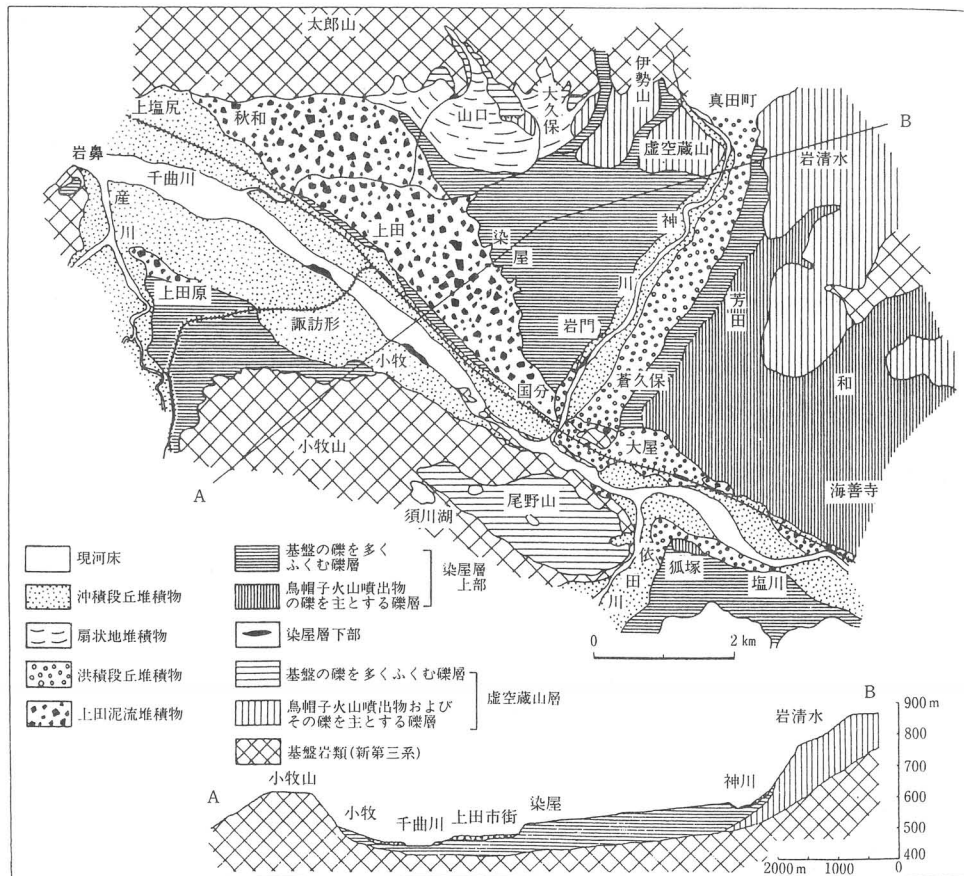 太郎山
伊勢山
真田町
上塩尻
秋和
山口
大久保
虚空蔵山
B
岩清水
岩鼻
千曲川
産川
神川
上田
染屋
上田原
諏訪形
岩門
芳田
小牧
国分
蒼久保
和
小牧山
大屋
海善寺
A
須川湖
尾野山
依田川
狐塚
塩川
0 2 km
現河床
沖積段丘堆積物
扇状地堆積物
洪積段丘堆積物
上田泥流堆積物
基盤の礫を多く
ふくむ礫層
烏帽子火山噴出物
の礫を主とする礫層
染屋層
上部
染屋層下部
基盤の礫を多くふくむ礫層
烏帽子火山噴出物および
その礫を主とする礫層
虚空蔵山層
基盤岩類(新第三系)
A
小牧山
小牧
千曲川
上田市街
染屋
神川
岩清水
B
900 m
800
700
600
500
400
2000 m 1000 0